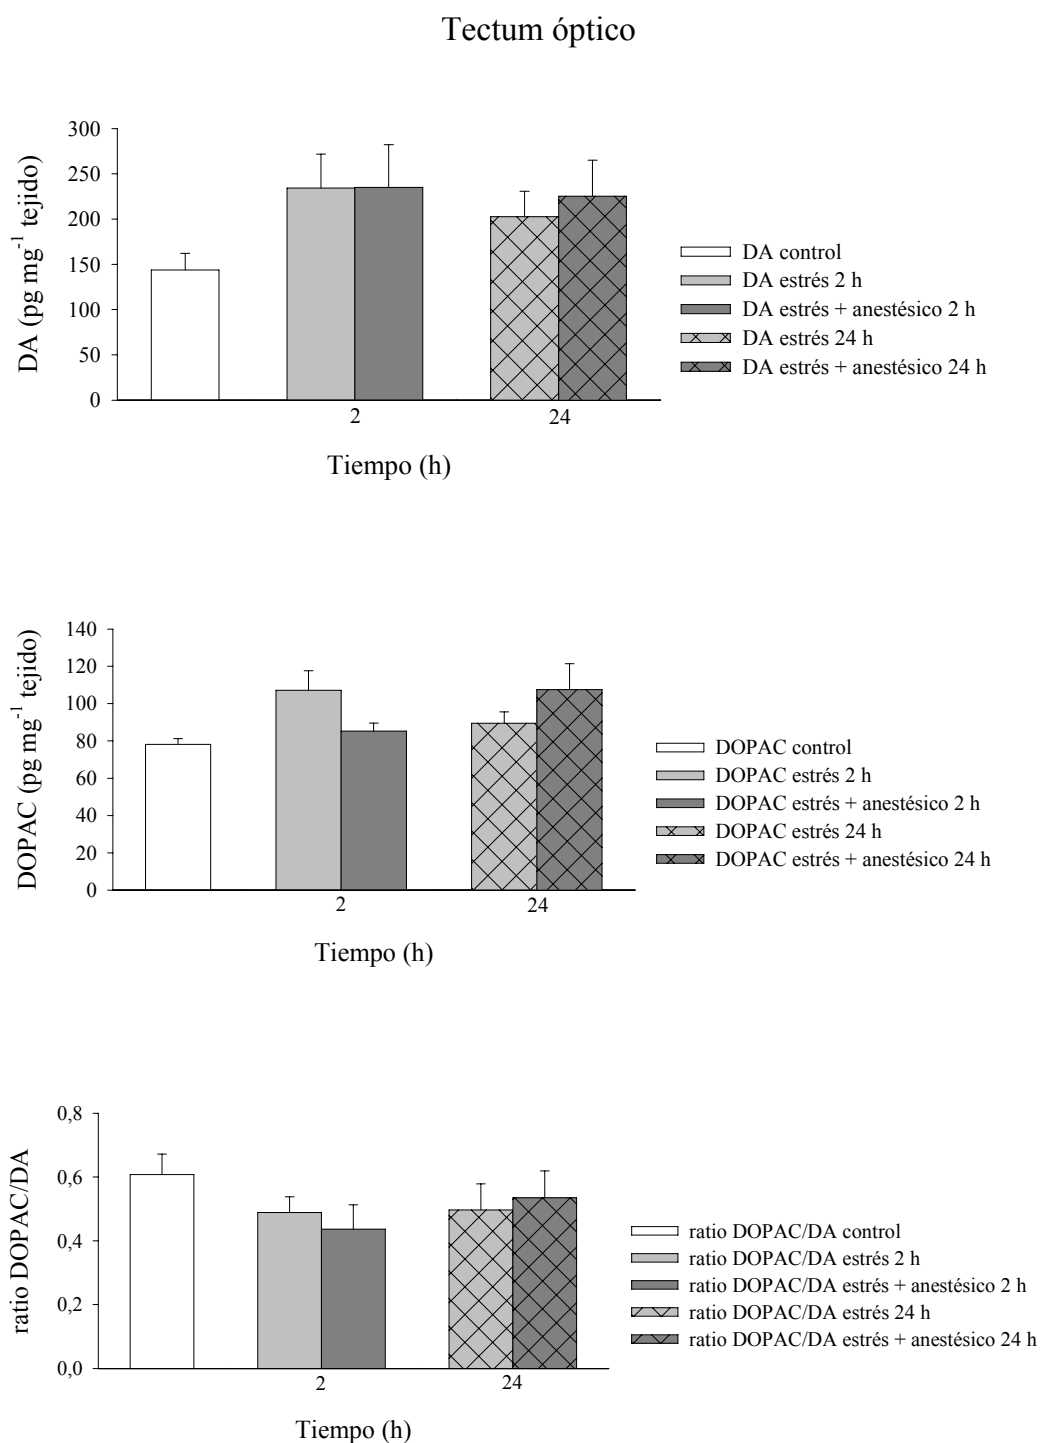 Tectum óptico
DA (pg mg-1 tejido)
300
250
200
150
100
50
0
2
24
Tiempo (h)
DA control
DA estrés 2 h
DA estrés + anestésico 2 h
DA estrés 24 h
DA estrés + anestésico 24 h
DOPAC (pg mg-1 tejido)
140
120
100
80
60
40
20
0
2
24
Tiempo (h)
DOPAC control
DOPAC estrés 2 h
DOPAC estrés + anestésico 2 h
DOPAC estrés 24 h
DOPAC estrés + anestésico 24 h
ratio DOPAC/DA
0,8
0,6
0,4
0,2
0,0
2
24
Tiempo (h)
ratio DOPAC/DA control
ratio DOPAC/DA estrés 2 h
ratio DOPAC/DA estrés + anestésico 2 h
ratio DOPAC/DA estrés 24 h
ratio DOPAC/DA estrés + anestésico 24 h